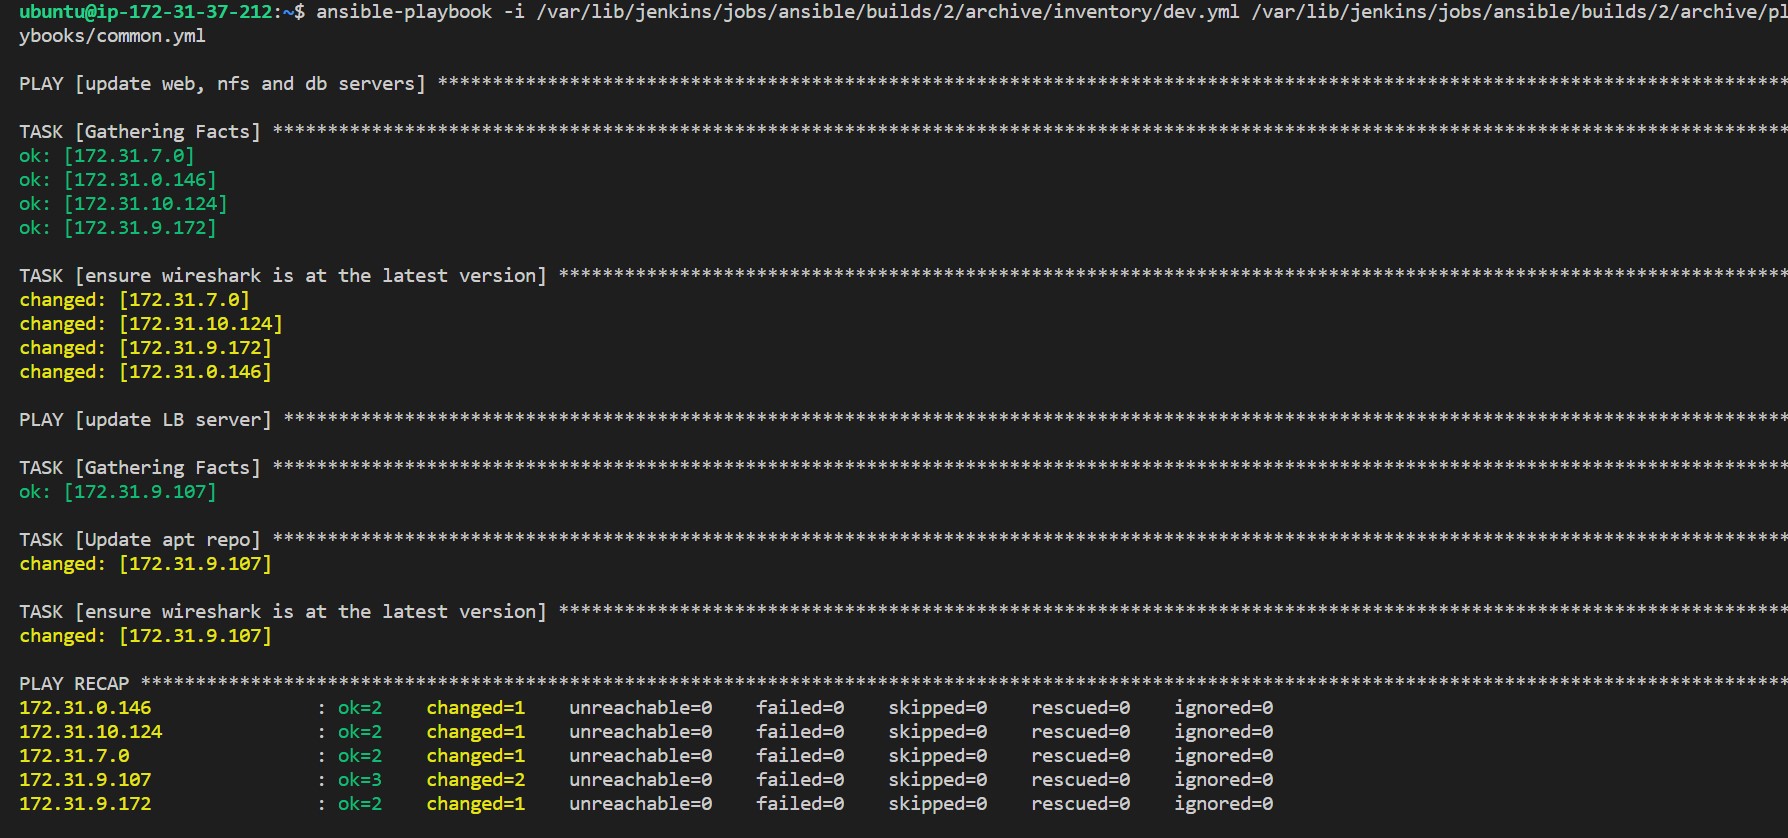 ubuntu@ip-172-31-37-212:~$ ansible-playbook -i /var/lib/jenkins/jobs/ansible/builds/2/archive/inventory/dev.yml /var/lib/jenkins/jobs/ansible/builds/2/archive/pl
ybooks/common.yml
PLAY [update web, nfs and db servers] ***************************************************************************************************************************
TASK [Gathering Facts] ******************************************************************************************************************************************
ok: [172.31.7.0]
ok: [172.31.0.146]
ok: [172.31.10.124]
ok: [172.31.9.172]
TASK [ensure wireshark is at the latest version] ****************************************************************************************************************
changed: [172.31.7.0]
changed: [172.31.10.124]
changed: [172.31.9.172]
changed: [172.31.0.146]
PLAY [update LB server] *****************************************************************************************************************************************
TASK [Gathering Facts] ******************************************************************************************************************************************
ok: [172.31.9.107]
TASK [Update apt repo] ******************************************************************************************************************************************
changed: [172.31.9.107]
TASK [ensure wireshark is at the latest version] ****************************************************************************************************************
changed: [172.31.9.107]
PLAY RECAP ******************************************************************************************************************************************************
172.31.0.146               : ok=2    changed=1    unreachable=0    failed=0    skipped=0    rescued=0    ignored=0
172.31.10.124              : ok=2    changed=1    unreachable=0    failed=0    skipped=0    rescued=0    ignored=0
172.31.7.0                 : ok=2    changed=1    unreachable=0    failed=0    skipped=0    rescued=0    ignored=0
172.31.9.107               : ok=3    changed=2    unreachable=0    failed=0    skipped=0    rescued=0    ignored=0
172.31.9.172               : ok=2    changed=1    unreachable=0    failed=0    skipped=0    rescued=0    ignored=0